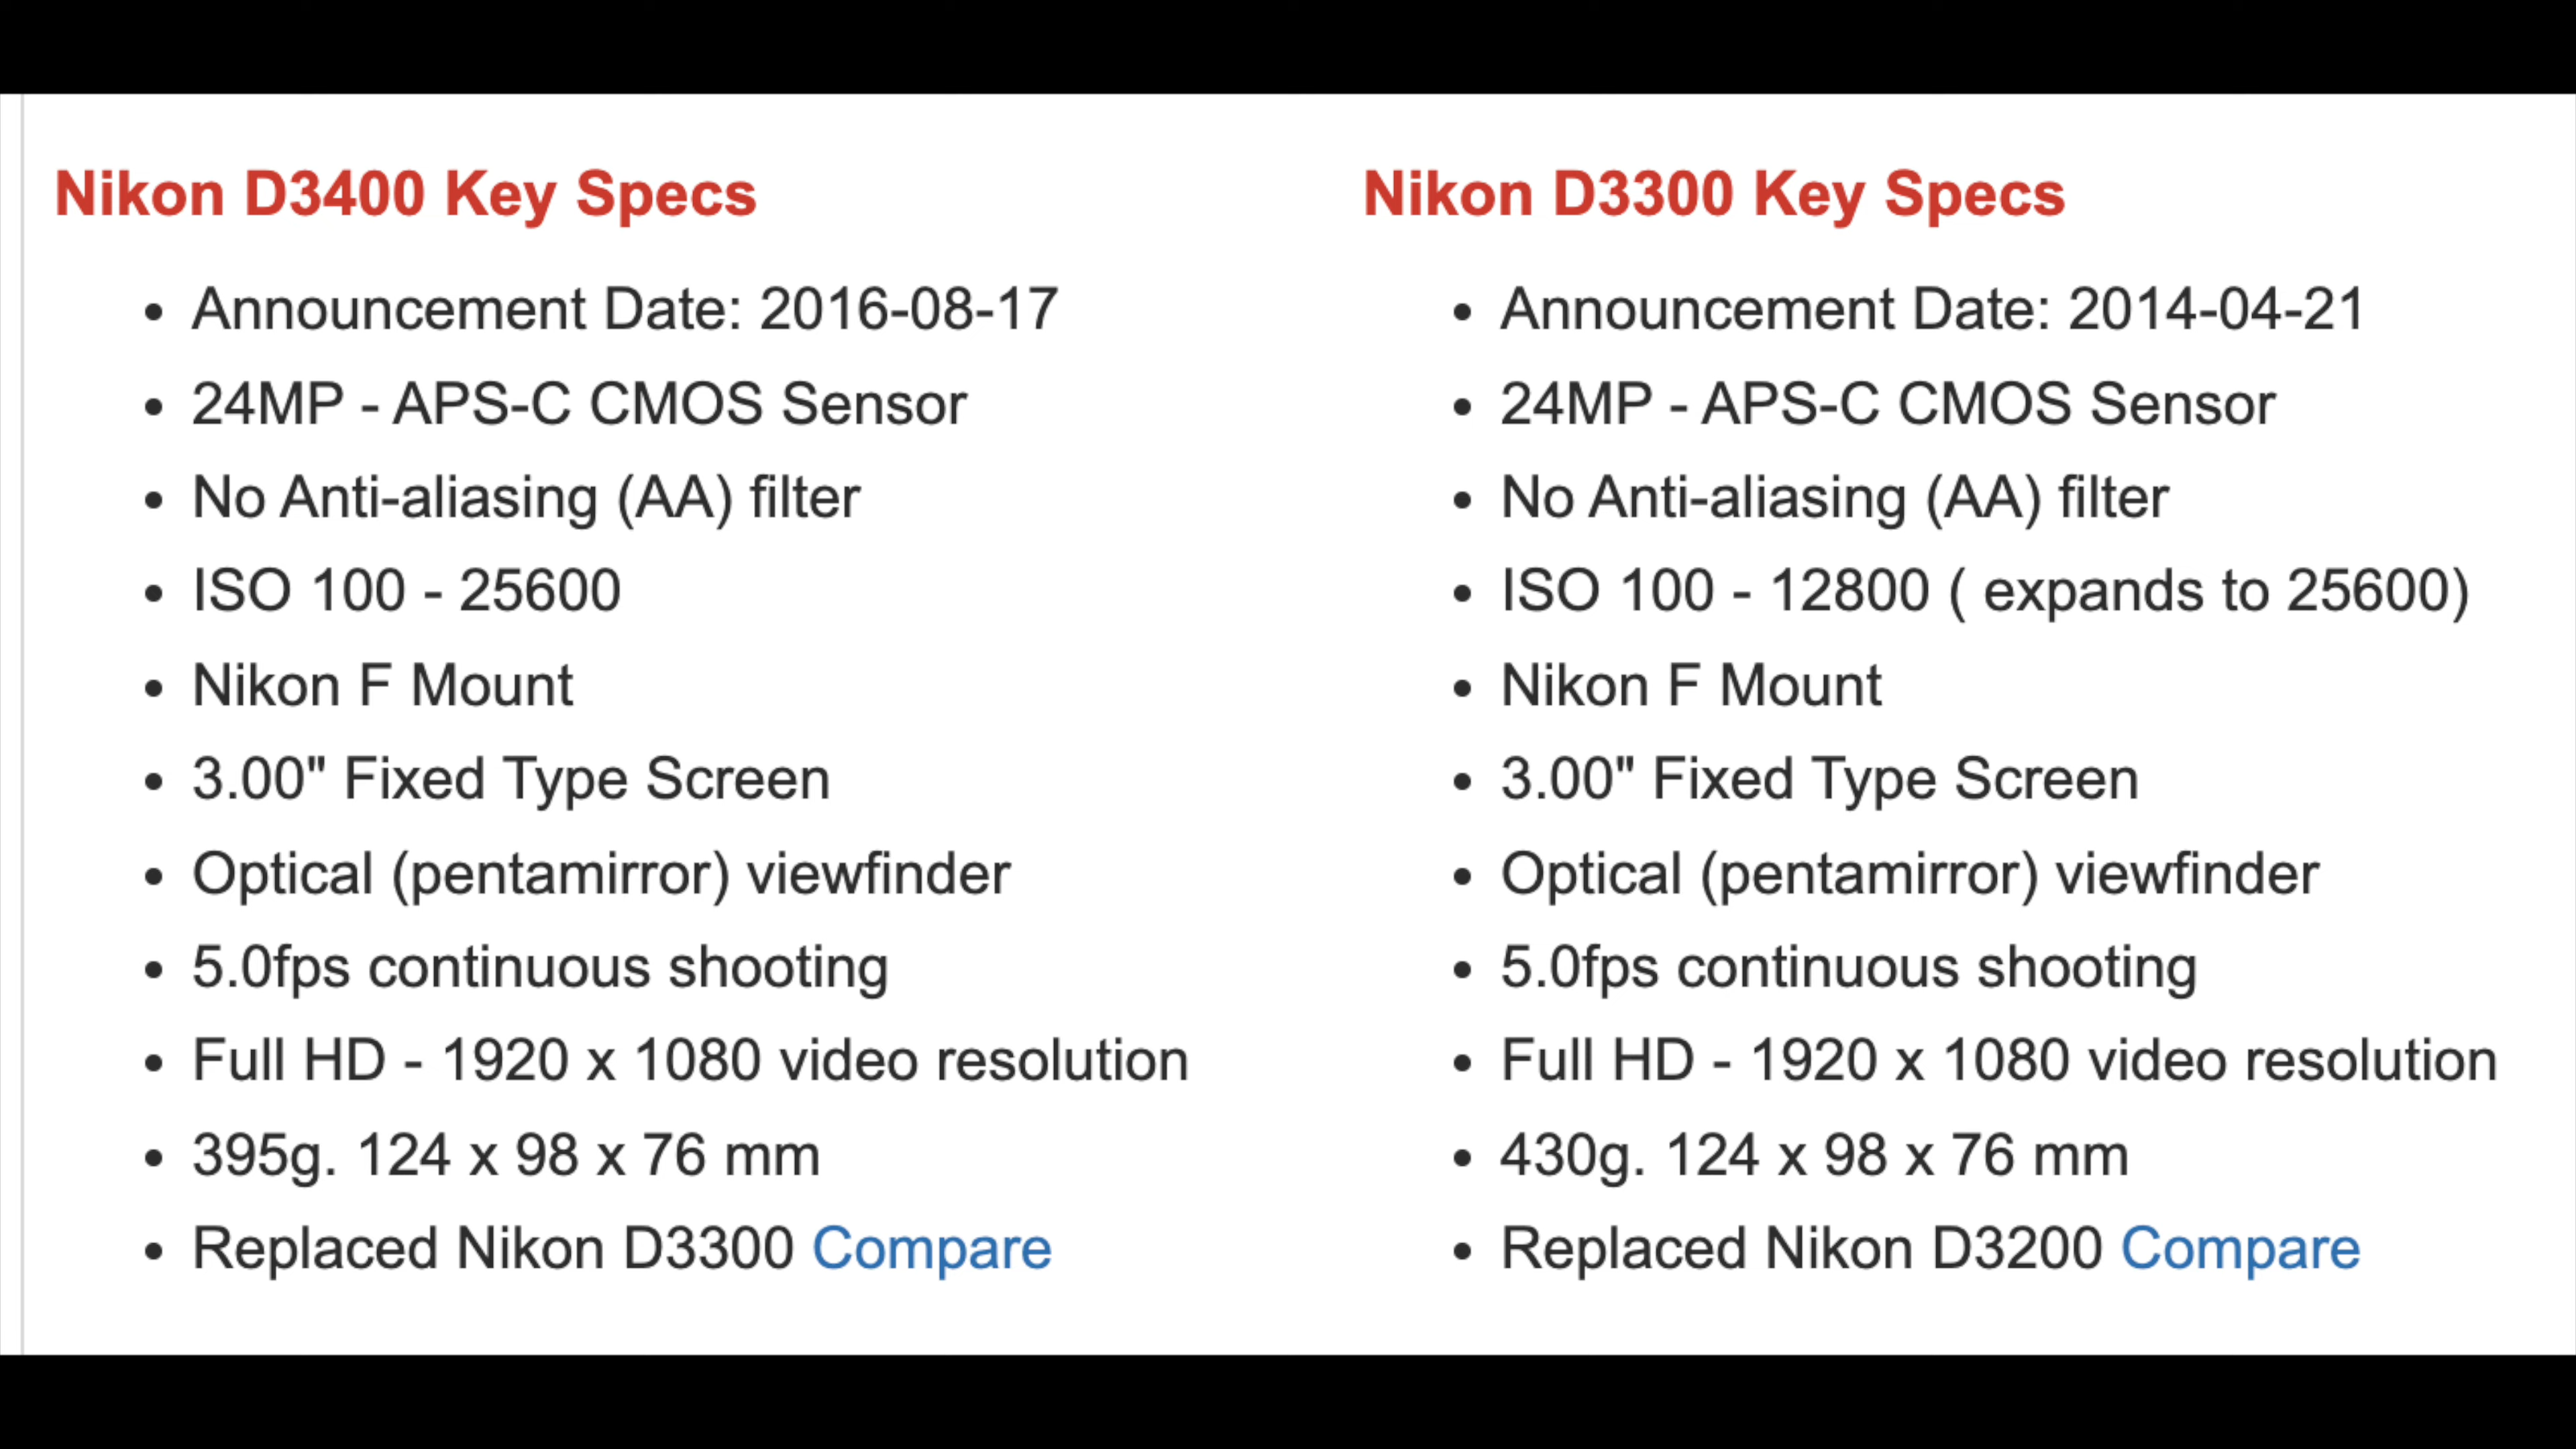 Nikon D3400 Key Specs
• Announcement Date: 2016-08-17
• 24MP - APS-C CMOS Sensor
• No Anti-aliasing (AA) filter
• ISO 100 - 25600
• Nikon F Mount
• 3.00" Fixed Type Screen
• Optical (pentamirror) viewfinder
• 5.0fps continuous shooting
• Full HD - 1920 x 1080 video resolution
• 395g. 124 x 98 x 76 mm
• Replaced Nikon D3300 Compare
Nikon D3300 Key Specs
• Announcement Date: 2014-04-21
• 24MP - APS-C CMOS Sensor
• No Anti-aliasing (AA) filter
• ISO 100 - 12800 ( expands to 25600)
• Nikon F Mount
• 3.00" Fixed Type Screen
• Optical (pentamirror) viewfinder
• 5.0fps continuous shooting
• Full HD - 1920 x 1080 video resolution
• 430g. 124 x 98 x 76 mm
• Replaced Nikon D3200 Compare